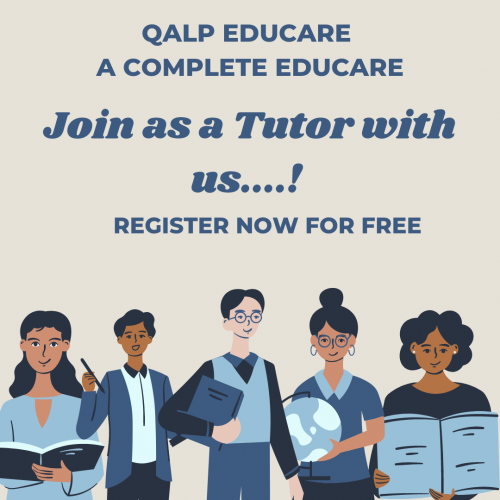 QALP EDUCARE
A COMPLETE EDUCARE
Join as a Tutor with
us....!
REGISTER NOW FOR FREE